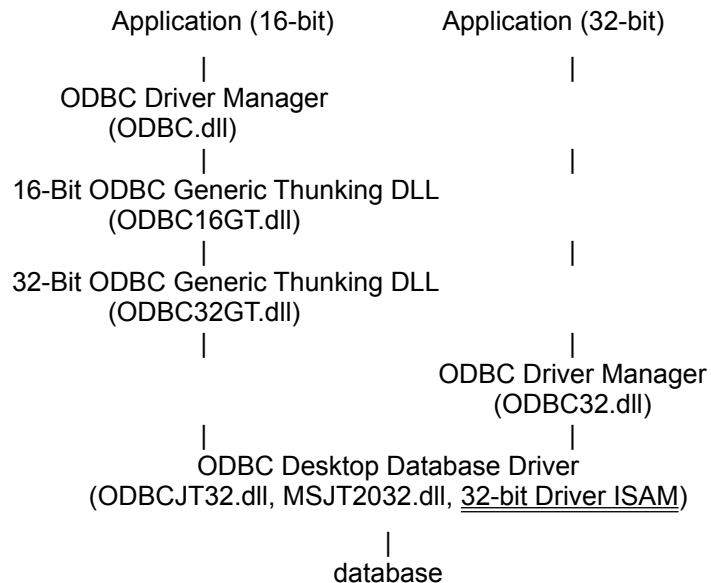 Application (16-bit) Application (32-bit)
| |
ODBC Driver Manager
(ODBC.dll)
| |
16-Bit ODBC Generic Thunking DLL
(ODBC16GT.dll)
| |
32-Bit ODBC Generic Thunking DLL
(ODBC32GT.dll)
| |
ODBC Driver Manager
(ODBC32.dll)
| |
ODBC Desktop Database Driver
(ODBCJT32.dll, MSJT2032.dll, 32-bit Driver ISAM)
|
database